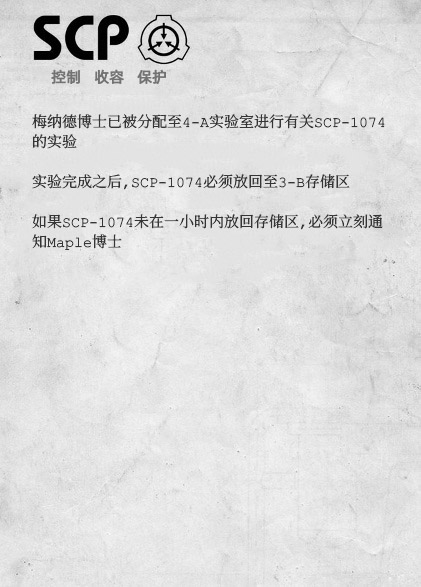 SCP
控制 收容 保护
梅纳德博士已被分配至4-A实验室进行有关SCP-1074
的实验
实验完成之后,SCP-1074必须放回至3-B存储区
如果SCP-1074未在一小时内放回存储区,必须立刻通
知Maple博士